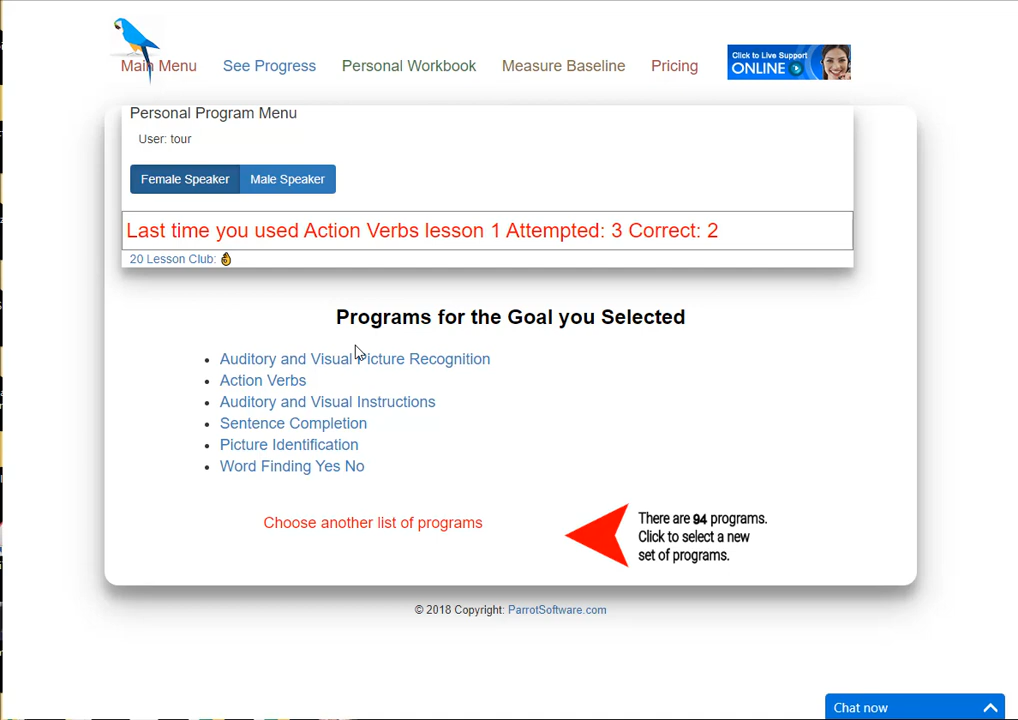 Main Menu See Progress Personal Workbook Measure Baseline Pricing
Click to Live Support
ONLINE
Personal Program Menu
User: tour
Female Speaker Male Speaker
Last time you used Action Verbs lesson 1 Attempted: 3 Correct: 2
20 Lesson Club:
Programs for the Goal you Selected
Auditory and Visual Picture Recognition
Action Verbs
Auditory and Visual Instructions
Sentence Completion
Picture Identification
Word Finding Yes No
Choose another list of programs
There are 94 programs.
Click to select a new
set of programs.
© 2018 Copyright: ParrotSoftware.com
Chat now